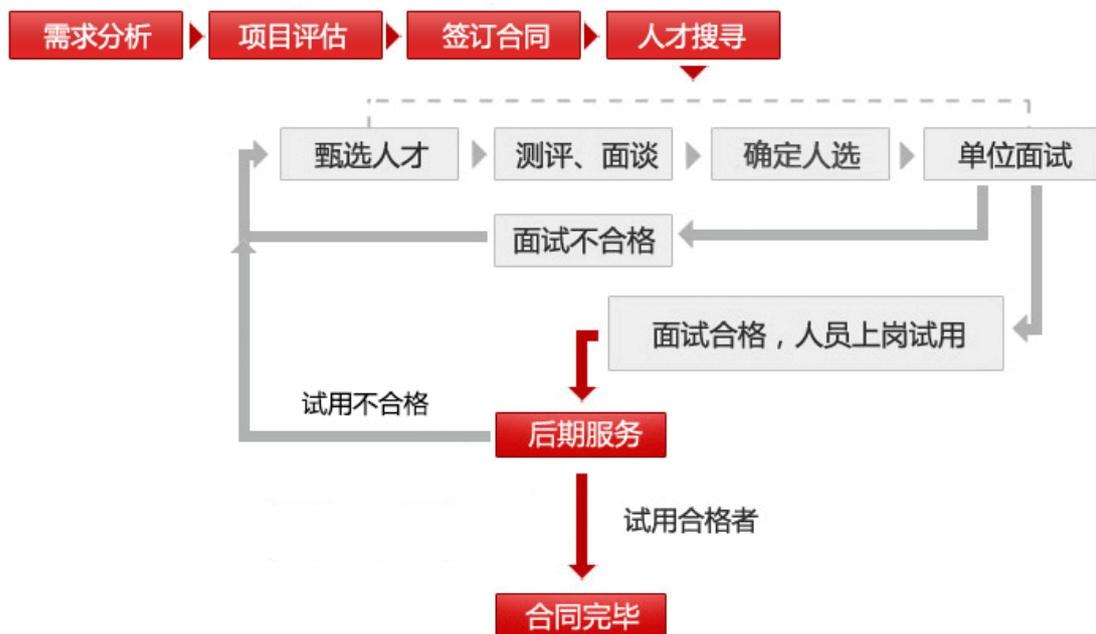 需求分析
项目评估
签订合同
人才搜寻
甄选人才
测评、面谈
确定人选
单位面试
面试不合格
面试合格，人员上岗试用
试用不合格
后期服务
试用合格者
合同完毕